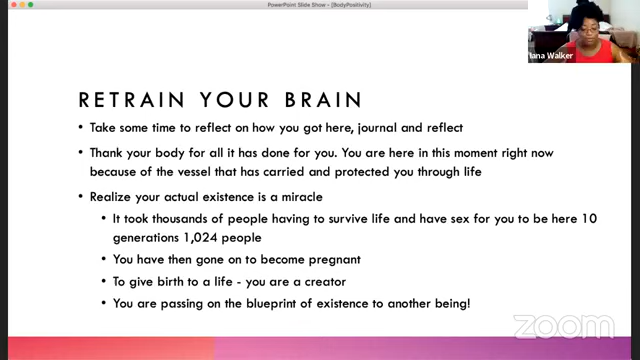 PowerPoint Slide Show - [BodyPositivity]
Iana Walker
RETRAIN YOUR BRAIN
• Take some time to reflect on how you got here, journal and reflect
• Thank your body for all it has done for you. You are here in this moment right now
because of the vessel that has carried and protected you through life
• Realize your actual existence is a miracle
• It took thousands of people having to survive life and have sex for you to be here 10
generations 1,024 people
• You have then gone on to become pregnant
• To give birth to a life - you are a creator
• You are passing on the blueprint of existence to another being!
zoom